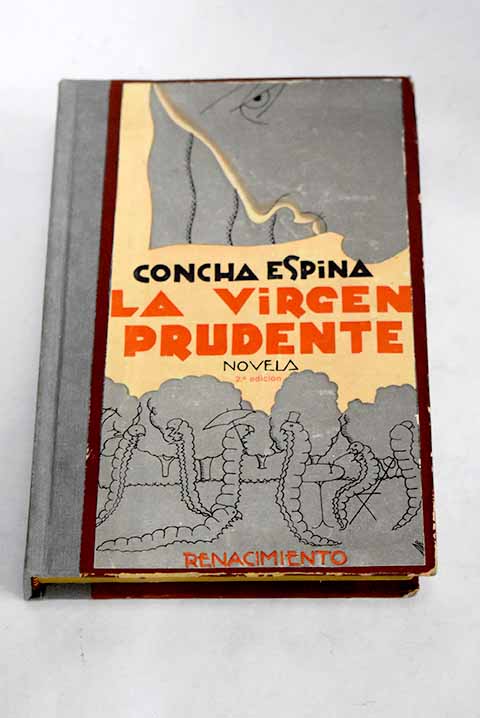 CONCHA ESPiNA
LA ViRGEN
PRUDENTE
NOVELA
2.ª edición
RENACIMIENTO